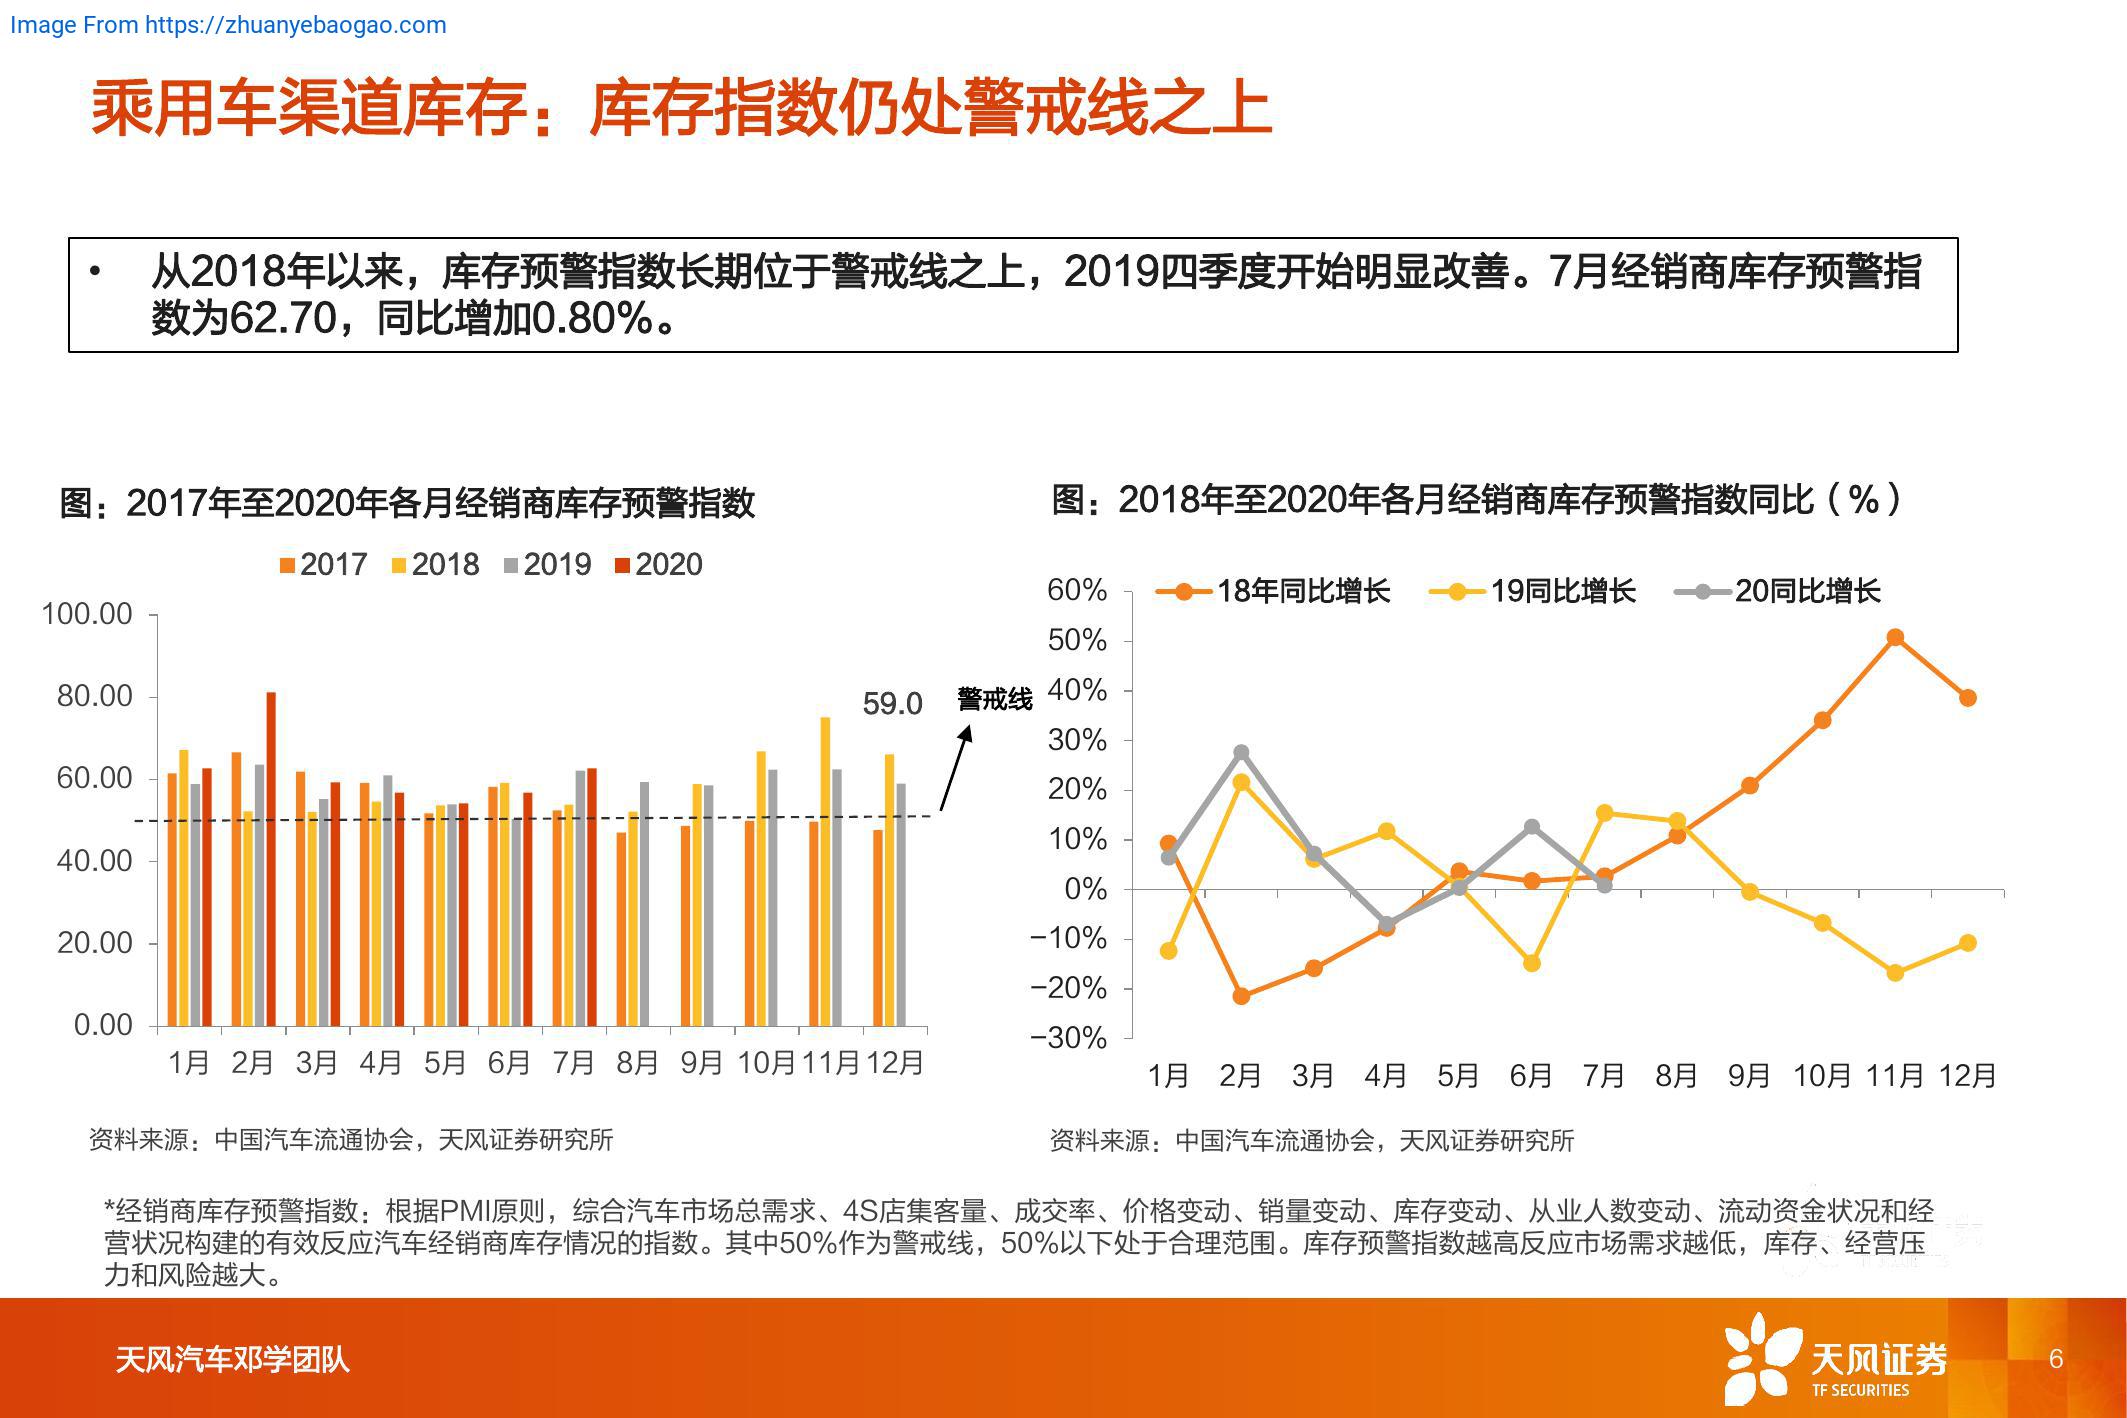 Image From https://zhuanyebaogao.com
乘用车渠道库存：库存指数仍处警戒线之上
• 从2018年以来，库存预警指数长期位于警戒线之上，2019四季度开始明显改善。7月经销商库存预警指
数为62.70，同比增加0.80%。
图：2017年至2020年各月经销商库存预警指数
2017 2018 2019 2020
100.00
80.00
60.00
40.00
20.00
0.00
59.0
警戒线
1月 2月 3月 4月 5月 6月 7月 8月 9月 10月 11月 12月
资料来源：中国汽车流通协会，天风证券研究所
图：2018年至2020年各月经销商库存预警指数同比（%）
18年同比增长 19同比增长 20同比增长
60%
50%
40%
30%
20%
10%
0%
−10%
−20%
−30%
1月 2月 3月 4月 5月 6月 7月 8月 9月 10月 11月 12月
资料来源：中国汽车流通协会，天风证券研究所
*经销商库存预警指数：根据PMI原则，综合汽车市场总需求、4S店集客量、成交率、价格变动、销量变动、库存变动、从业人数变动、流动资金状况和经
营状况构建的有效反应汽车经销商库存情况的指数。其中50%作为警戒线，50%以下处于合理范围。库存预警指数越高反应市场需求越低，库存、经营压
力和风险越大。
天风汽车邓学团队
天风证券
TF SECURITIES
6